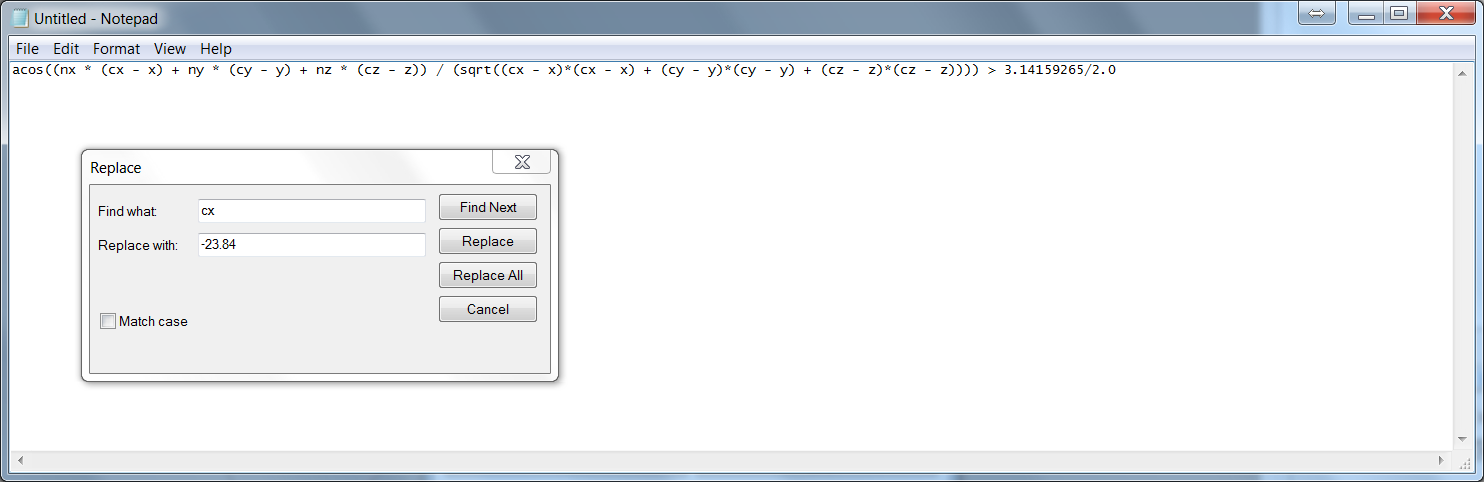 Untitled - Notepad
File Edit Format View Help
acos((nx * (cx - x) + ny * (cy - y) + nz * (cz - z)) / (sqrt((cx - x)*(cx - x) + (cy - y)*(cy - y) + (cz - z)*(cz - z)))) > 3.14159265/2.0
Replace
Find what: cx Find Next
Replace with: -23.84 Replace
Replace All
Cancel
Match case